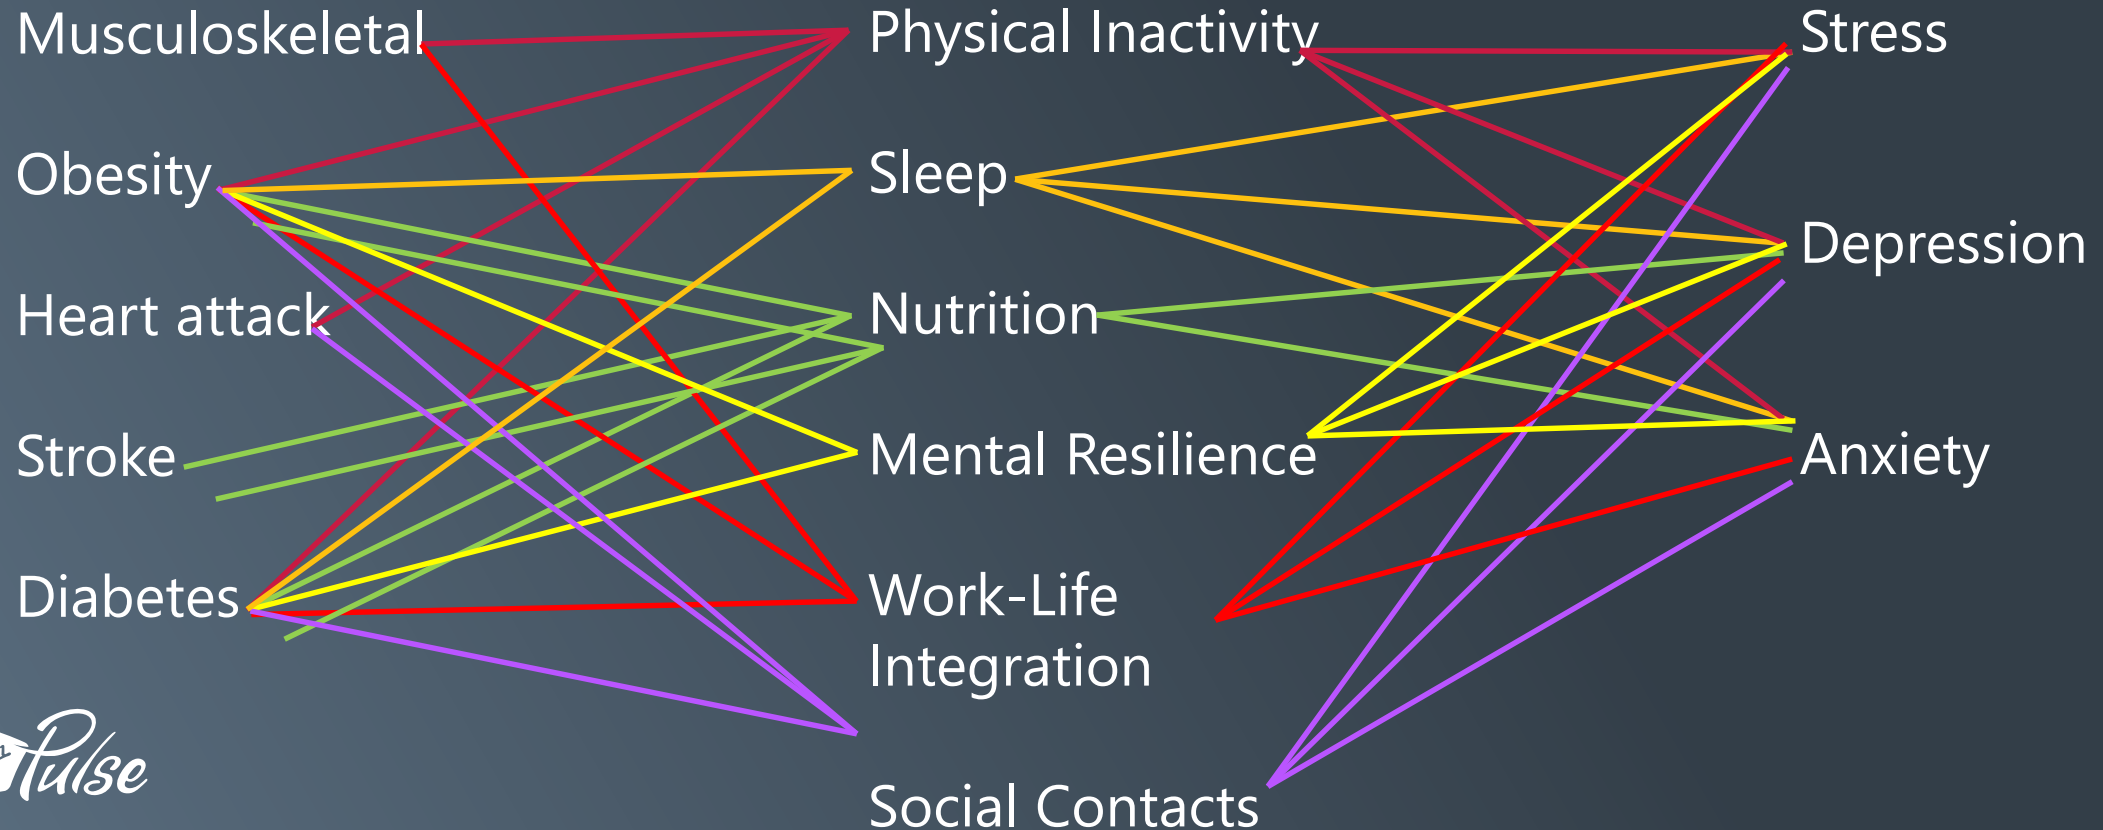 Musculoskeletal
Obesity
Heart attack
Stroke
Diabetes
Physical Inactivity
Sleep
Nutrition
Mental Resilience
Work-Life
Integration
Social Contacts
Stress
Depression
Anxiety
Pulse